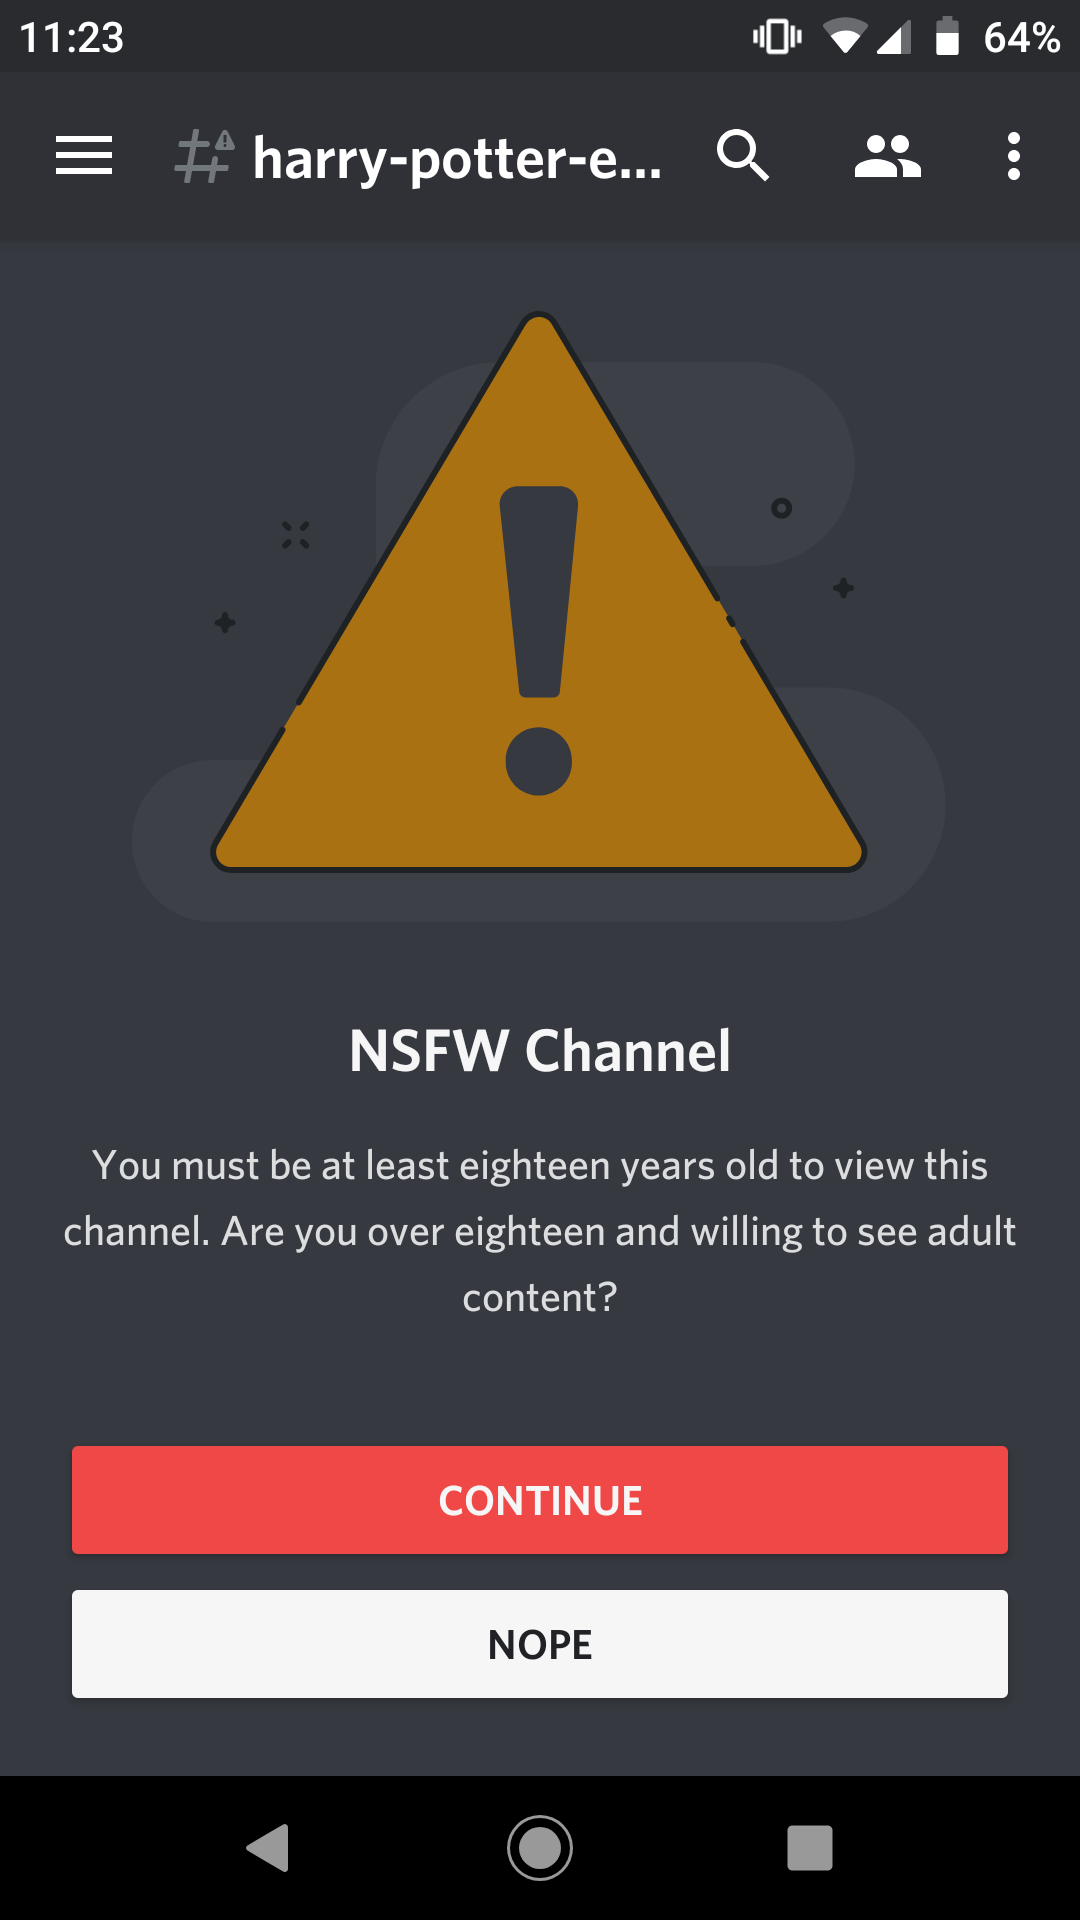 11:23 64%
harry-potter-e...
NSFW Channel
You must be at least eighteen years old to view this
channel. Are you over eighteen and willing to see adult
content?
CONTINUE
NOPE